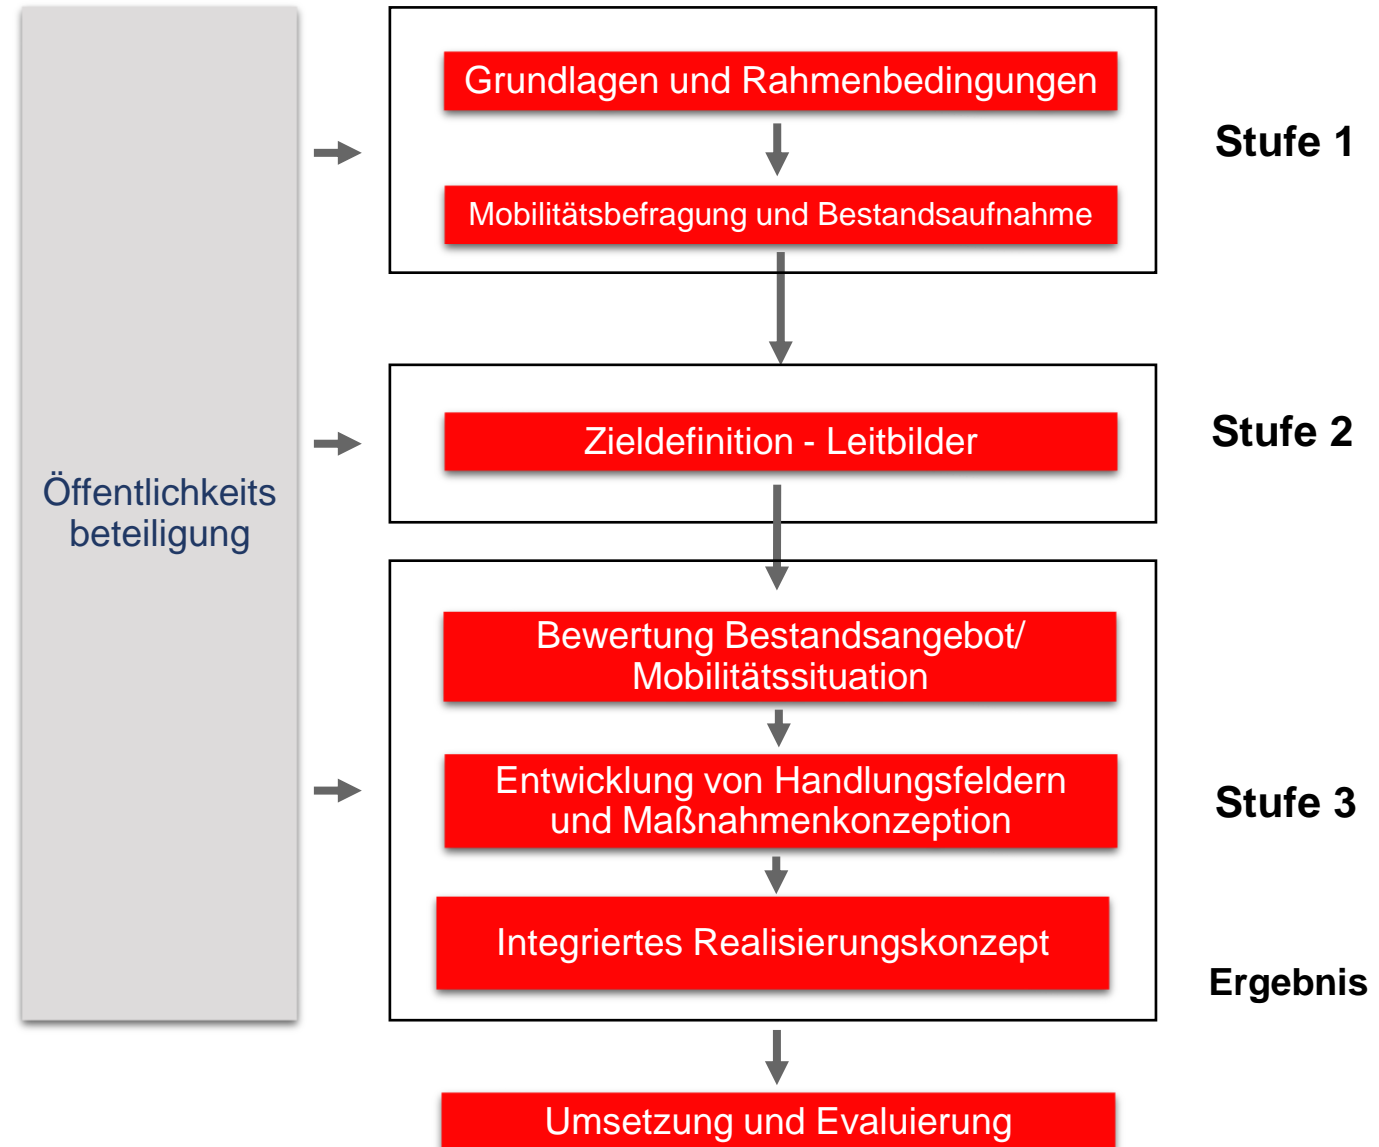 Grundlagen und Rahmenbedingungen
Stufe 1
Mobilitätsbefragung und Bestandsaufnahme
Zieldefinition - Leitbilder
Stufe 2
Öffentlichkeits
beteiligung
Bewertung Bestandsangebot/
Mobilitätssituation
Entwicklung von Handlungsfeldern
und Maßnahmenkonzeption
Stufe 3
Integriertes Realisierungskonzept
Ergebnis
Umsetzung und Evaluierung